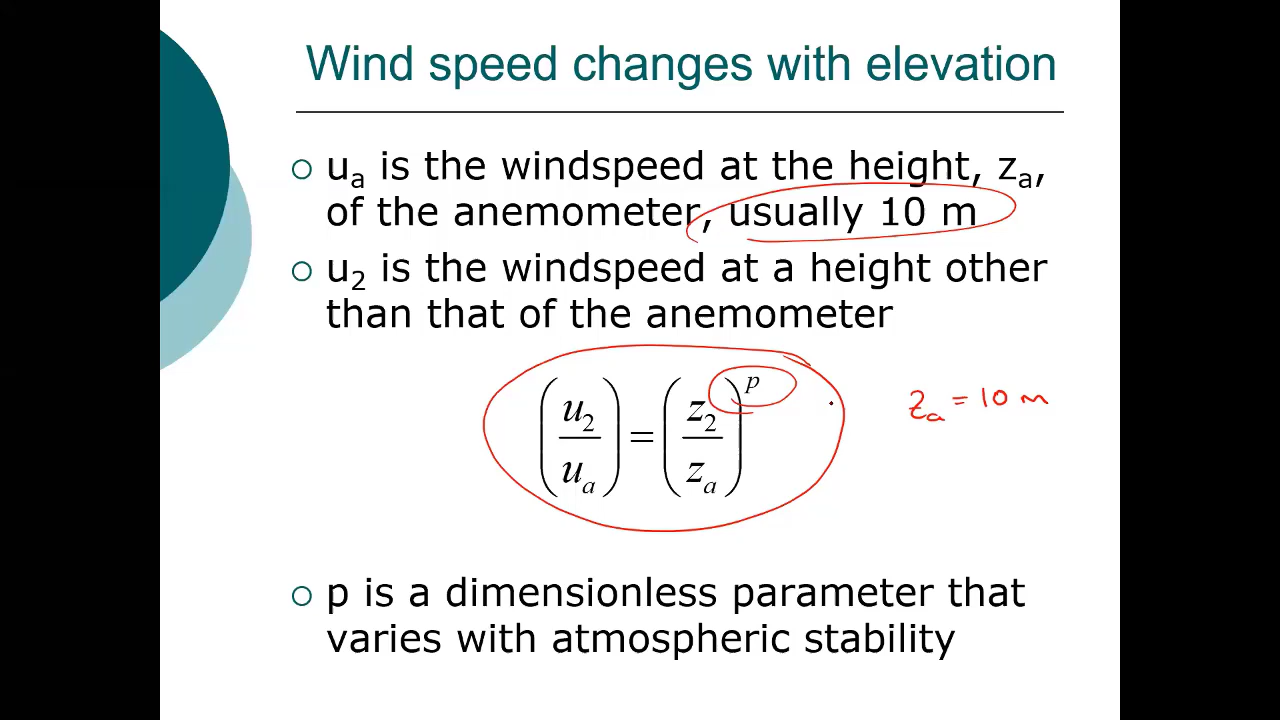 Wind speed changes with elevation
uₐ is the windspeed at the height, zₐ,
of the anemometer, usually 10 m
u₂ is the windspeed at a height other
than that of the anemometer
(u₂/uₐ) = (z₂/zₐ)^p
zₐ = 10 m
p is a dimensionless parameter that
varies with atmospheric stability